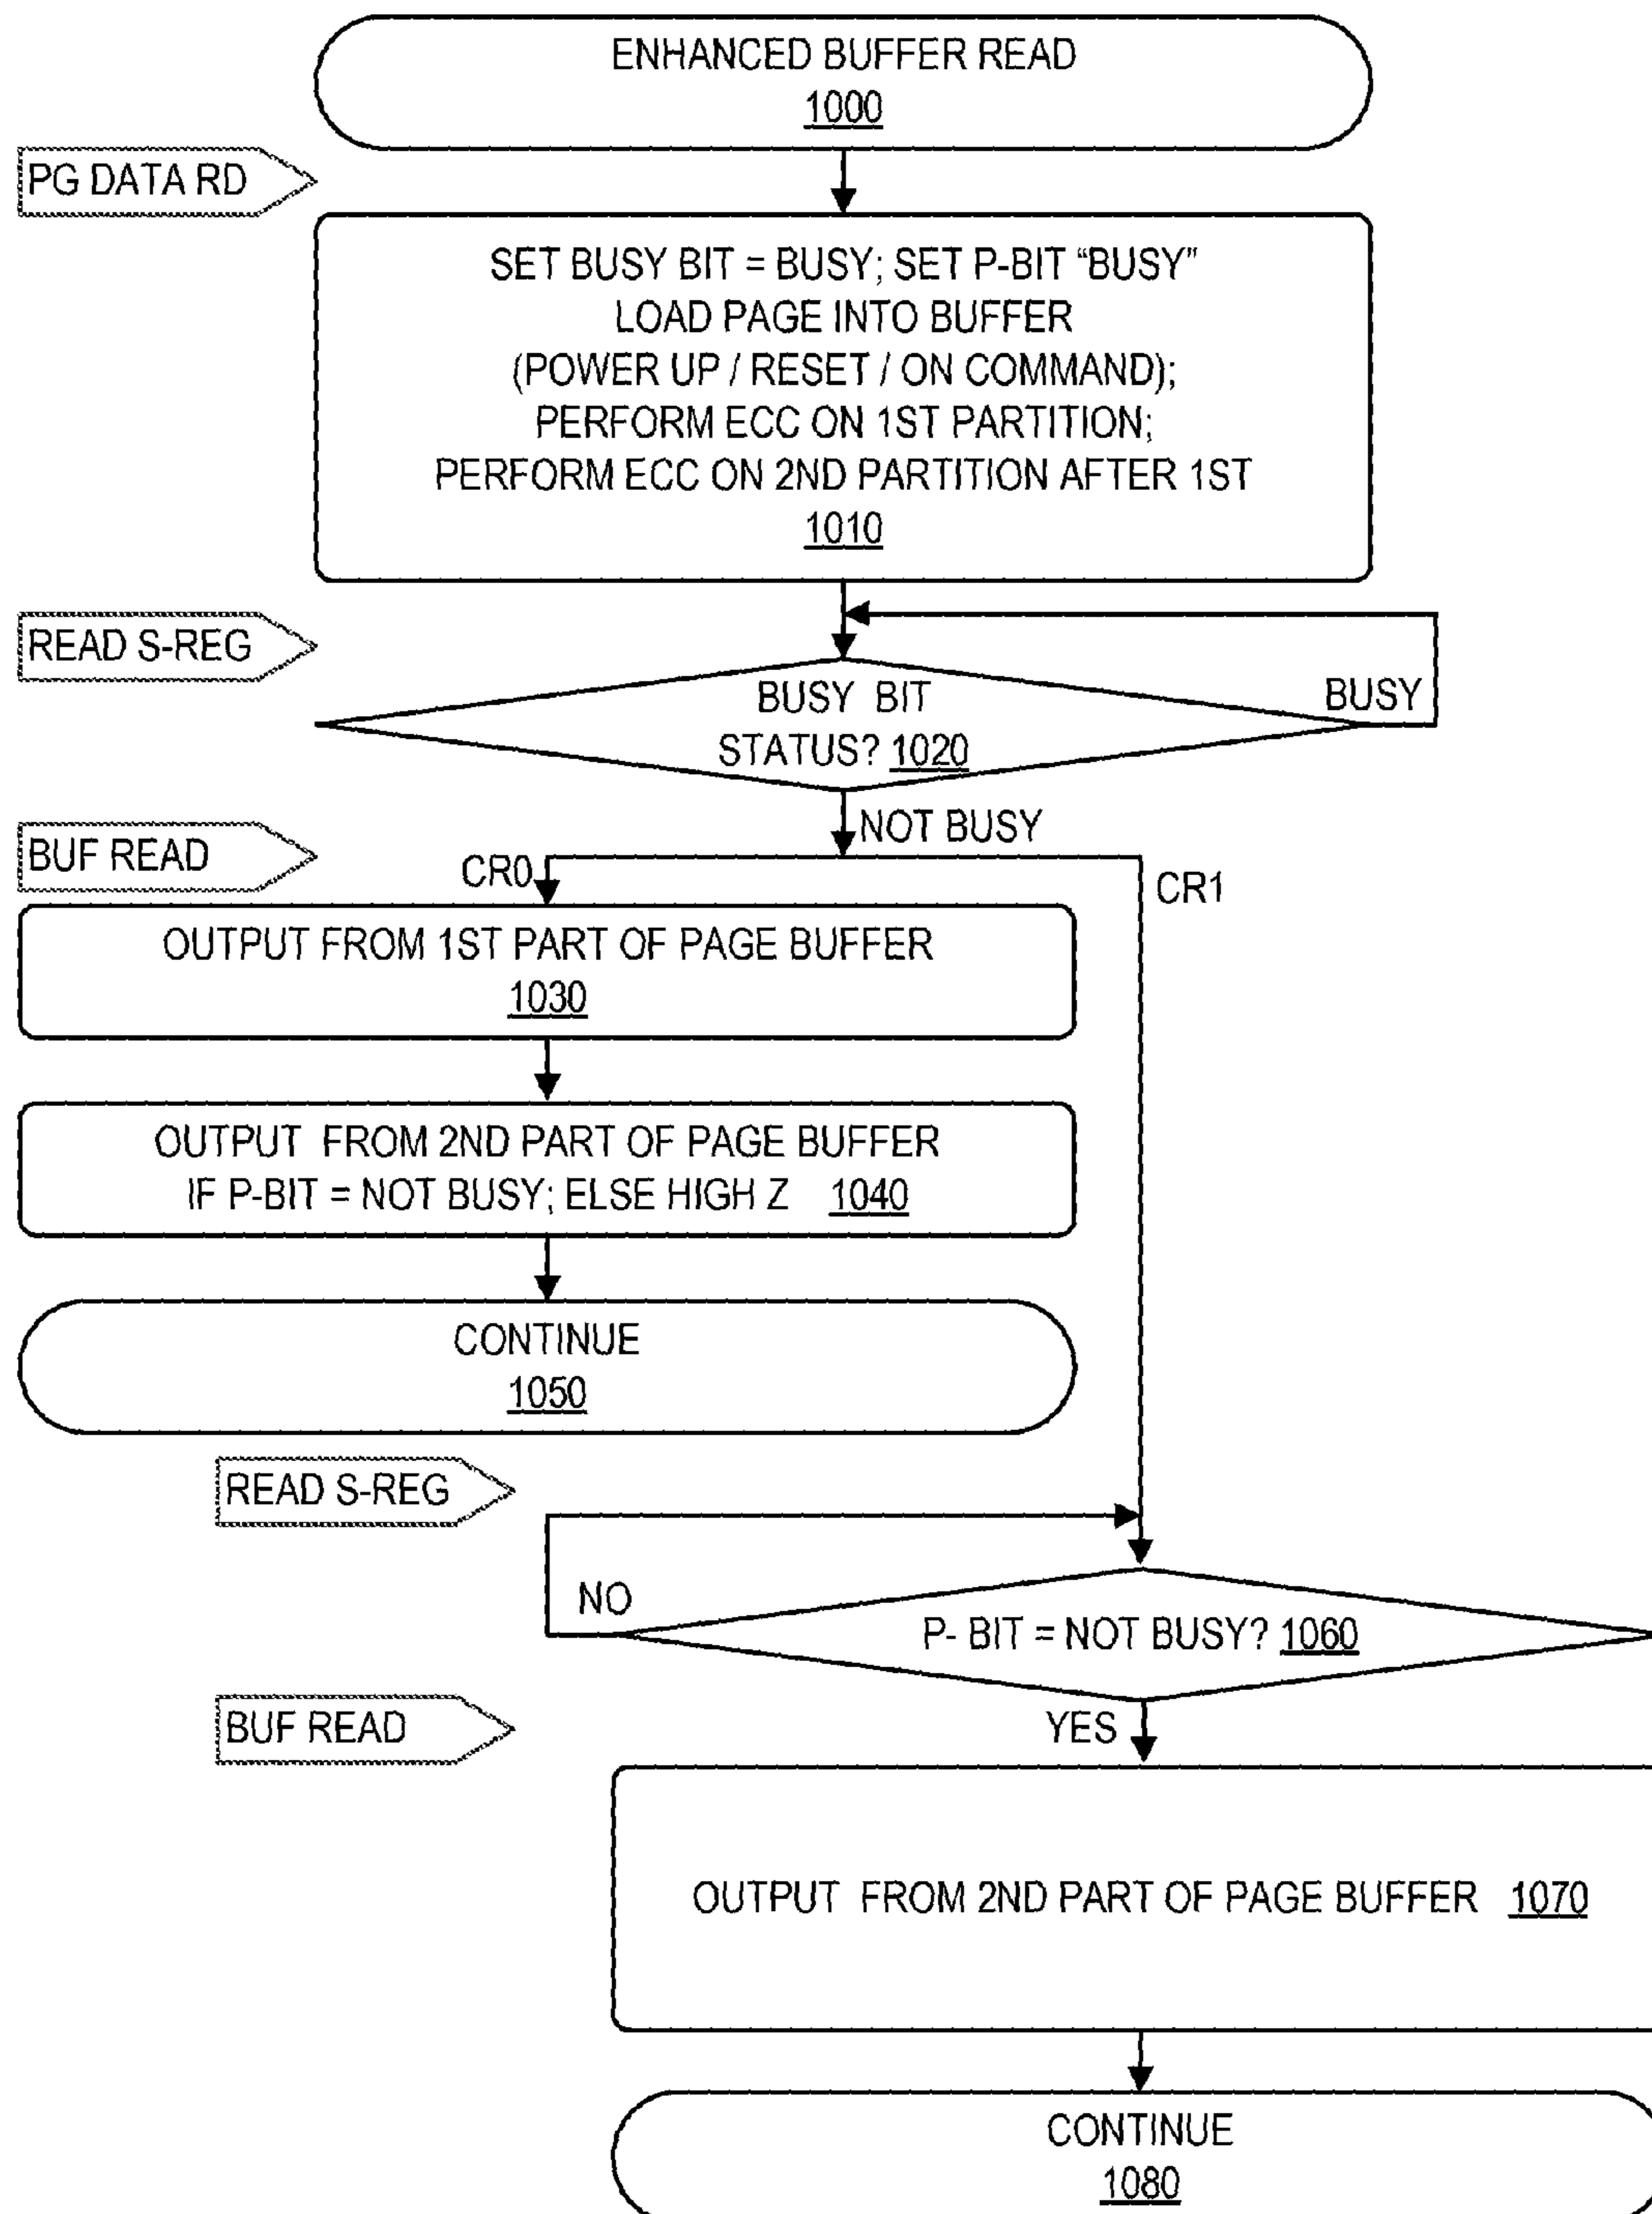 ENHANCED BUFFER READ
1000
PG DATA RD
SET BUSY BIT = BUSY; SET P-BIT “BUSY”
LOAD PAGE INTO BUFFER
(POWER UP / RESET / ON COMMAND);
PERFORM ECC ON 1ST PARTITION;
PERFORM ECC ON 2ND PARTITION AFTER 1ST
1010
READ S-REG
BUSY BIT
STATUS? 1020
BUSY
NOT BUSY
BUF READ
CR0
CR1
OUTPUT FROM 1ST PART OF PAGE BUFFER
1030
OUTPUT FROM 2ND PART OF PAGE BUFFER
IF P-BIT = NOT BUSY; ELSE HIGH Z 1040
CONTINUE
1050
READ S-REG
NO
P- BIT = NOT BUSY? 1060
BUF READ
YES
OUTPUT FROM 2ND PART OF PAGE BUFFER 1070
CONTINUE
1080